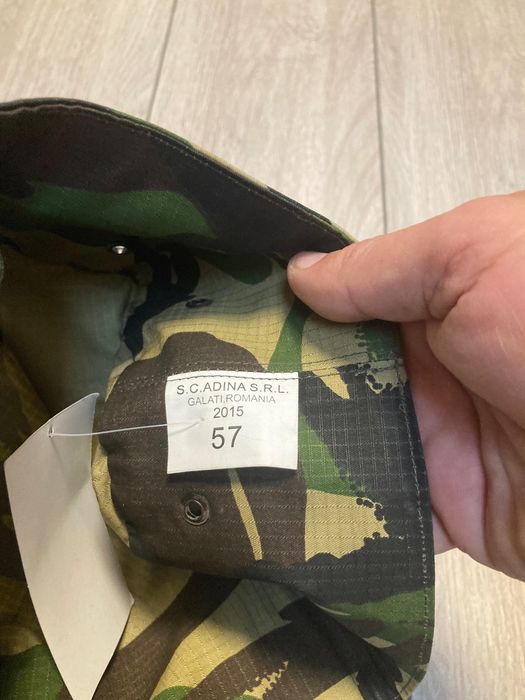 S.C.ADINA S.R.L.
GALATI,ROMANIA
2015
57